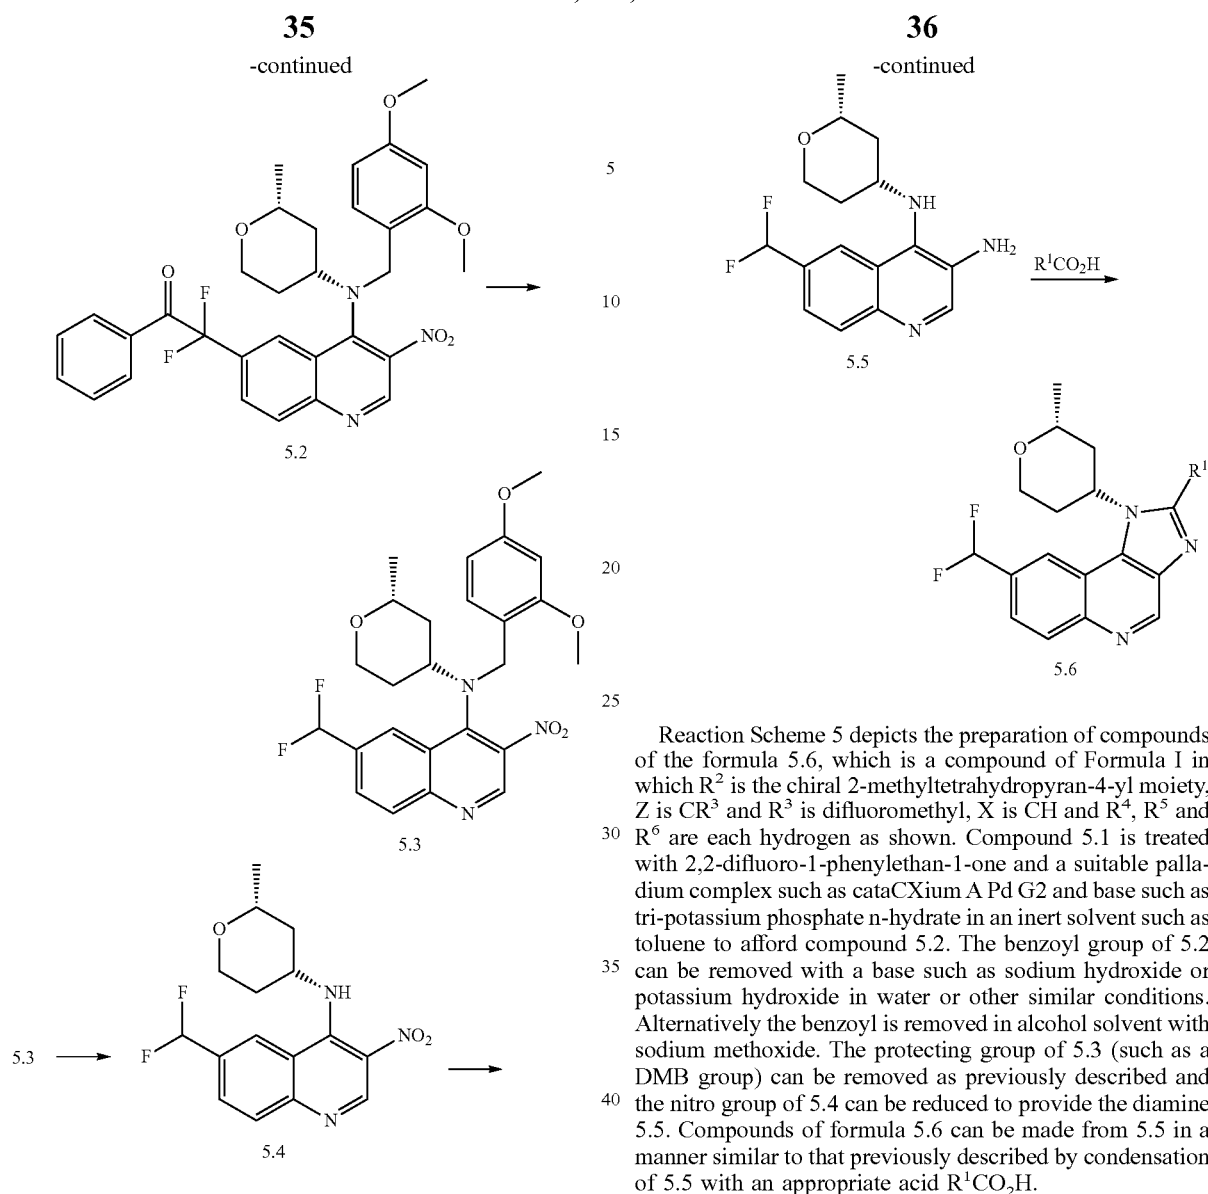 35
-continued
O
O
O
N
O
F
F
NO2
N
5.2
O
O
O
N
F
F
NO2
N
5.3
5.3
O
NH
F
F
NO2
N
5.4
5
10
15
20
25
30
35
40
36
-continued
O
NH
F
F
NH2
N
R1CO2H
5.5
O
R1
N
N
F
F
N
5.6
Reaction Scheme 5 depicts the preparation of compounds
of the formula 5.6, which is a compound of Formula I in
which R2 is the chiral 2-methyltetrahydropyran-4-yl moiety,
Z is CR3 and R3 is difluoromethyl, X is CH and R4, R5 and
R6 are each hydrogen as shown. Compound 5.1 is treated
with 2,2-difluoro-1-phenylethan-1-one and a suitable palla-
dium complex such as cataCXium A Pd G2 and base such as
tri-potassium phosphate n-hydrate in an inert solvent such as
toluene to afford compound 5.2. The benzoyl group of 5.2
can be removed with a base such as sodium hydroxide or
potassium hydroxide in water or other similar conditions.
Alternatively the benzoyl is removed in alcohol solvent with
sodium methoxide. The protecting group of 5.3 (such as a
DMB group) can be removed as previously described and
the nitro group of 5.4 can be reduced to provide the diamine
5.5. Compounds of formula 5.6 can be made from 5.5 in a
manner similar to that previously described by condensation
of 5.5 with an appropriate acid R1CO2H.